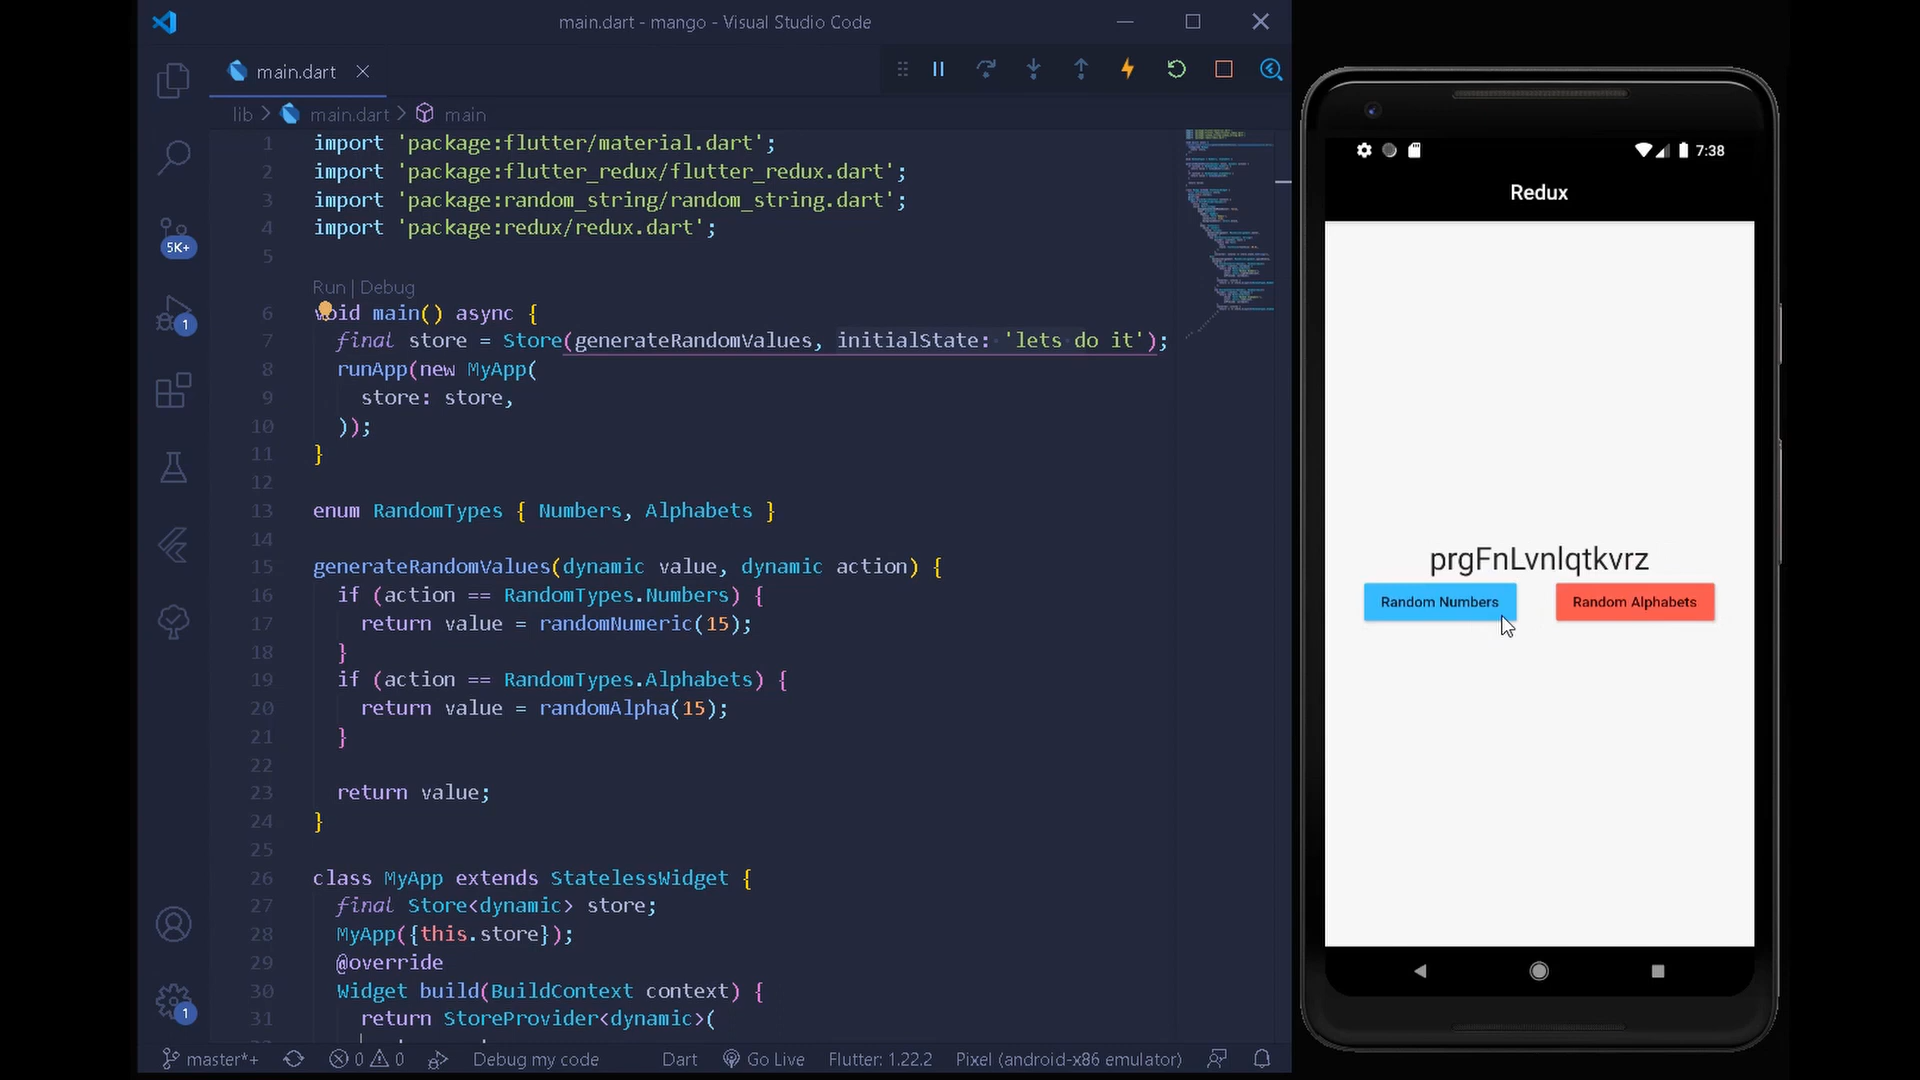 main.dart - mango - Visual Studio Code
main.dart
lib > main.dart > main
1 import 'package:flutter/material.dart';
2 import 'package:flutter_redux/flutter_redux.dart';
3 import 'package:random_string/random_string.dart';
4 import 'package:redux/redux.dart';
5
Run | Debug
6 void main() async {
7 final store = Store(generateRandomValues, initialState: 'lets do it');
8 runApp(new MyApp(
9 store: store,
10 ));
11 }
12
13 enum RandomTypes { Numbers, Alphabets }
14
15 generateRandomValues(dynamic value, dynamic action) {
16 if (action == RandomTypes.Numbers) {
17 return value = randomNumeric(15);
18 }
19 if (action == RandomTypes.Alphabets) {
20 return value = randomAlpha(15);
21 }
22
23 return value;
24 }
25
26 class MyApp extends StatelessWidget {
27 final Store<dynamic> store;
28 MyApp({this.store});
29 @override
30 Widget build(BuildContext context) {
31 return StoreProvider<dynamic>(
5K+
1
1
master*+
0 0
Debug my code
Dart
Go Live
Flutter: 1.22.2
Pixel (android-x86 emulator)
7:38
Redux
prgFnLvnlqtkvrz
Random Numbers
Random Alphabets